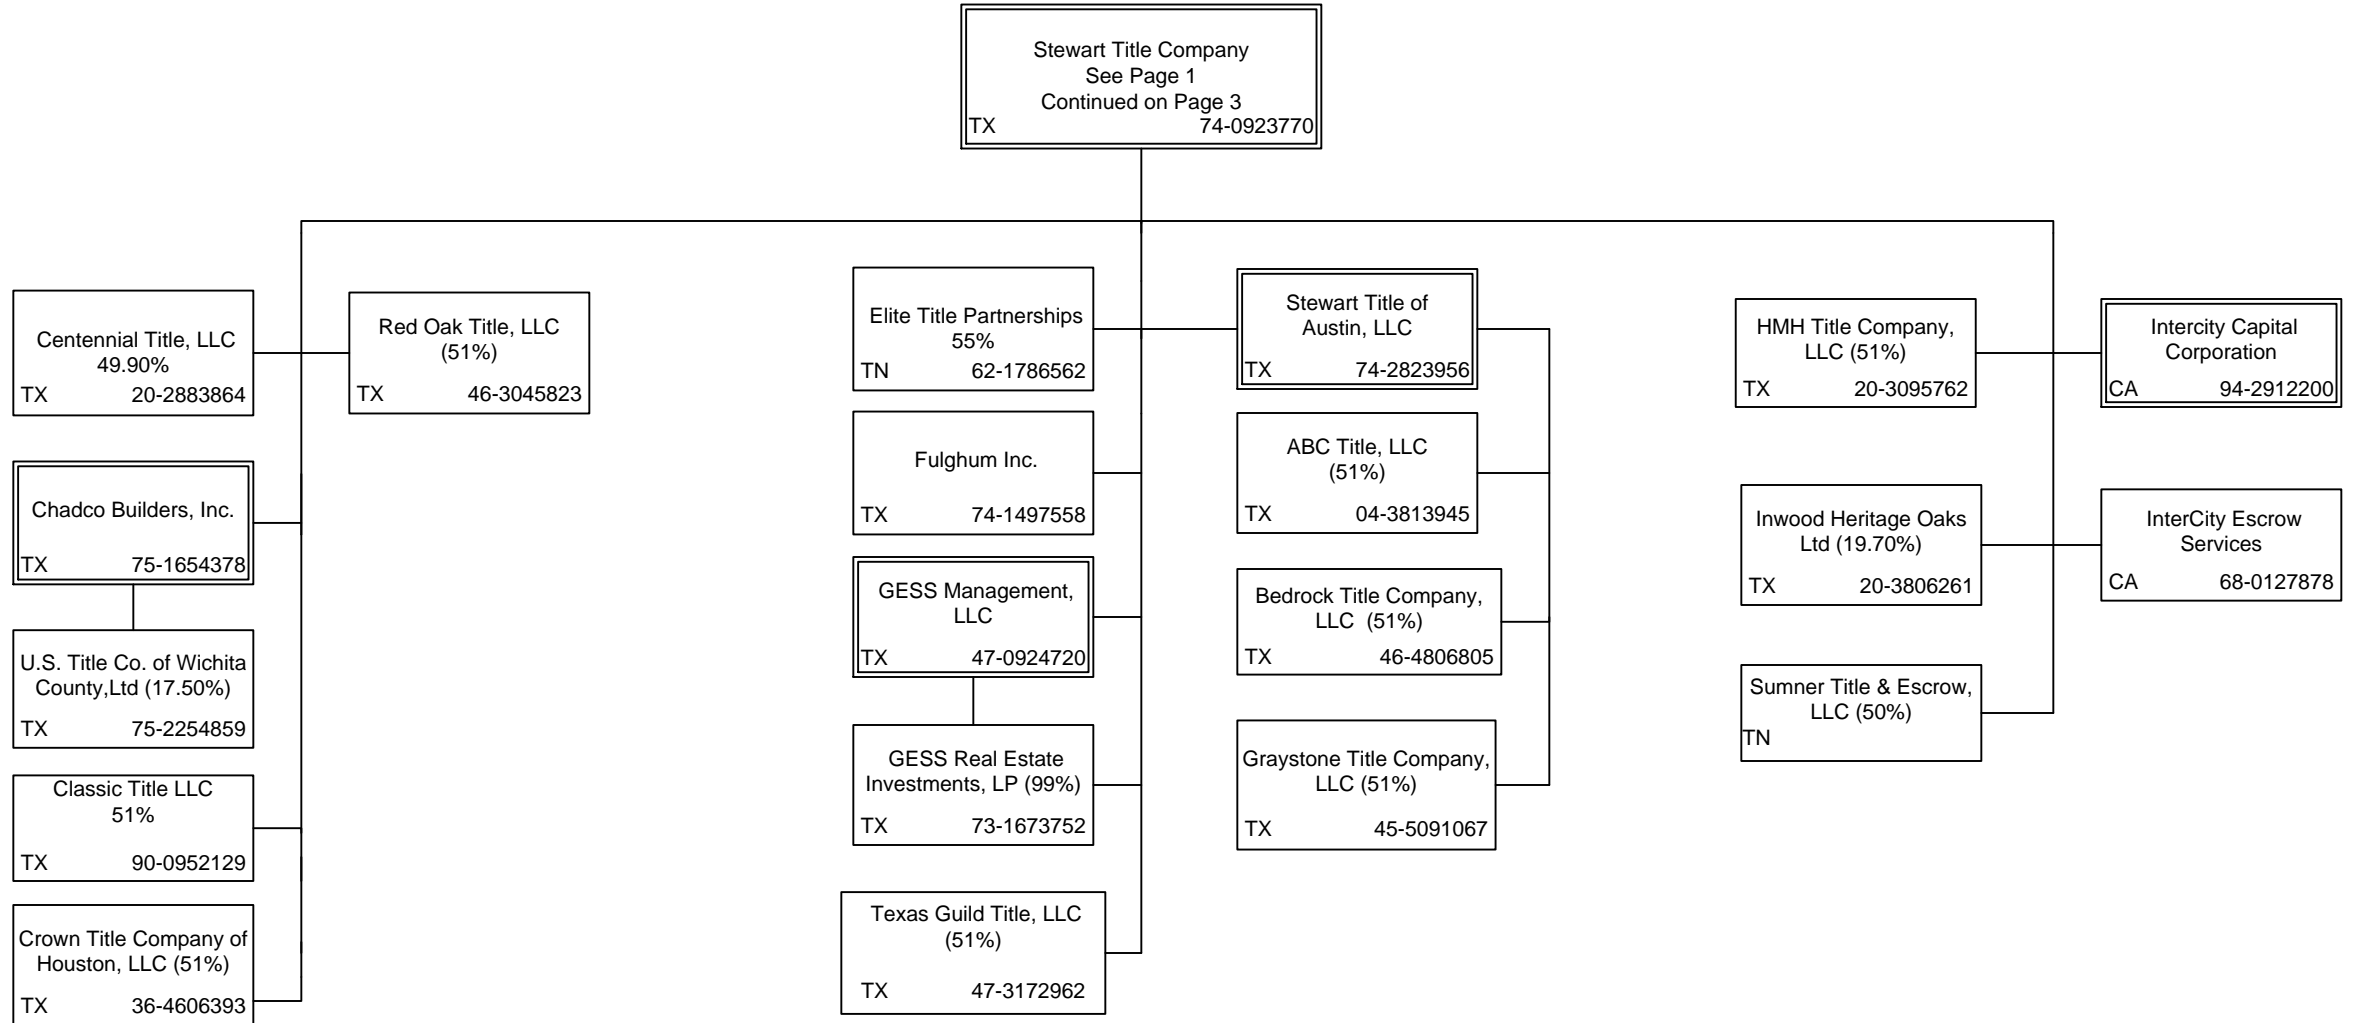 Stewart Title Company
See Page 1
Continued on Page 3
TX 74-0923770
Centennial Title, LLC
49.90%
TX 20-2883864
Red Oak Title, LLC
(51%)
TX 46-3045823
Chadco Builders, Inc.
TX 75-1654378
U.S. Title Co. of Wichita
County,Ltd (17.50%)
TX 75-2254859
Classic Title LLC
51%
TX 90-0952129
Crown Title Company of
Houston, LLC (51%)
TX 36-4606393
Elite Title Partnerships
55%
TN 62-1786562
Fulghum Inc.
TX 74-1497558
GESS Management,
LLC
TX 47-0924720
GESS Real Estate
Investments, LP (99%)
TX 73-1673752
Texas Guild Title, LLC
(51%)
TX 47-3172962
Stewart Title of
Austin, LLC
TX 74-2823956
ABC Title, LLC
(51%)
TX 04-3813945
Bedrock Title Company,
LLC (51%)
TX 46-4806805
Graystone Title Company,
LLC (51%)
TX 45-5091067
HMH Title Company,
LLC (51%)
TX 20-3095762
Intercity Capital
Corporation
CA 94-2912200
Inwood Heritage Oaks
Ltd (19.70%)
TX 20-3806261
InterCity Escrow
Services
CA 68-0127878
Sumner Title & Escrow,
LLC (50%)
TN